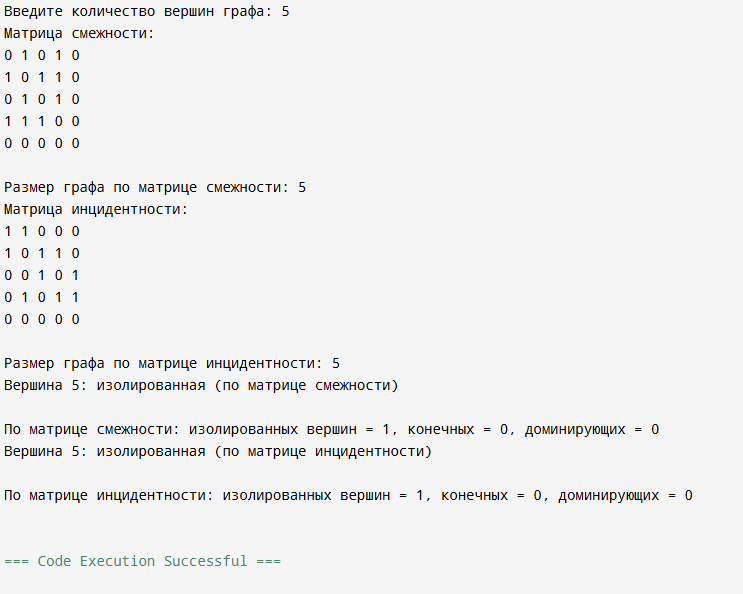 Введите количество вершин графа: 5
Матрица смежности:
0 1 0 1 0
1 0 1 1 0
0 1 0 1 0
1 1 1 0 0
0 0 0 0 0
Размер графа по матрице смежности: 5
Матрица инцидентности:
1 1 0 0 0
1 0 1 1 0
0 0 1 0 1
0 1 0 1 1
0 0 0 0 0
Размер графа по матрице инцидентности: 5
Вершина 5: изолированная (по матрице смежности)
По матрице смежности: изолированных вершин = 1, конечных = 0, доминирующих = 0
Вершина 5: изолированная (по матрице инцидентности)
По матрице инцидентности: изолированных вершин = 1, конечных = 0, доминирующих = 0
=== Code Execution Successful ===